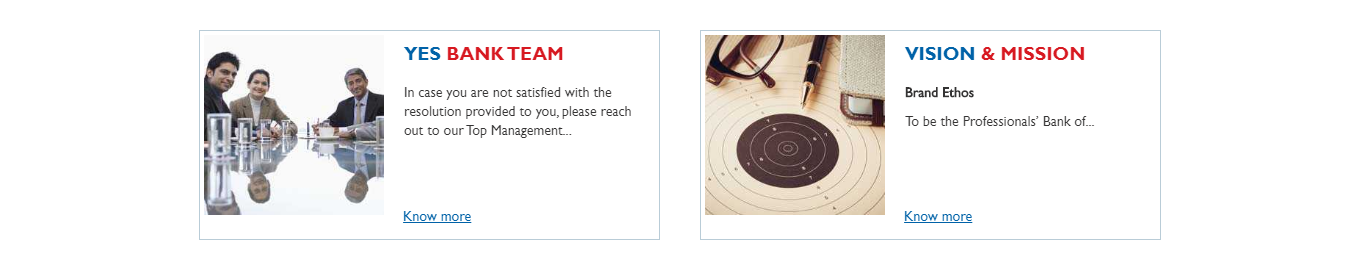 YES BANK TEAM
In case you are not satisfied with the
resolution provided to you, please reach
out to our Top Management...
Know more
VISION & MISSION
Brand Ethos
To be the Professionals' Bank of...
Know more